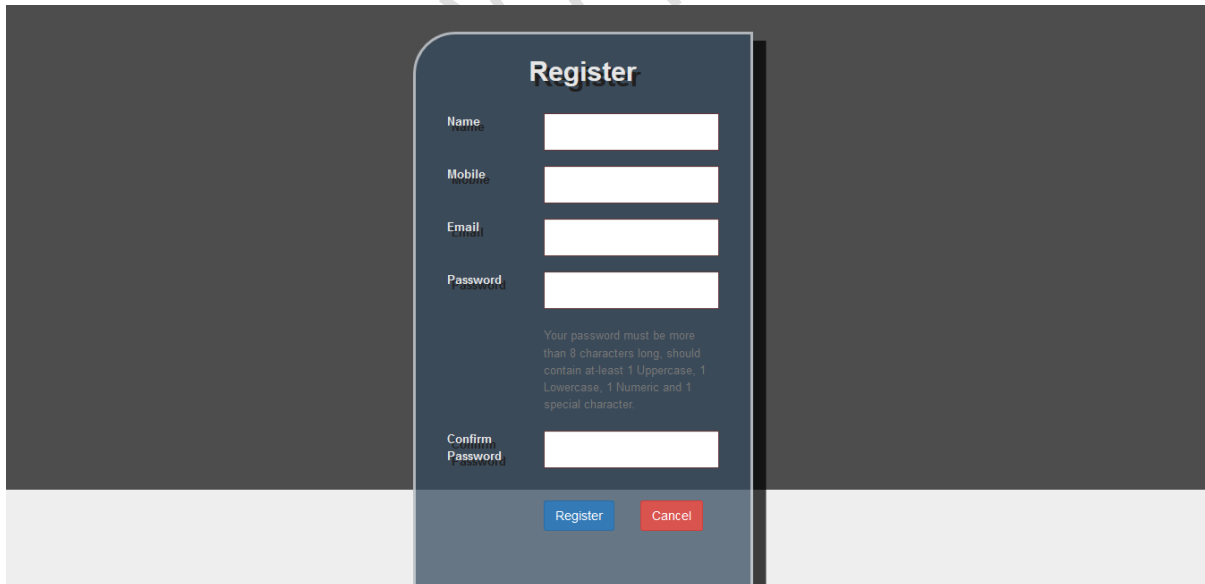 Register
Name
Mobile
Email
Password
Your password must be more
than 8 characters long, should
contain at-least 1 Uppercase, 1
Lowercase, 1 Numeric and 1
special character.
Confirm
Password
Register Cancel